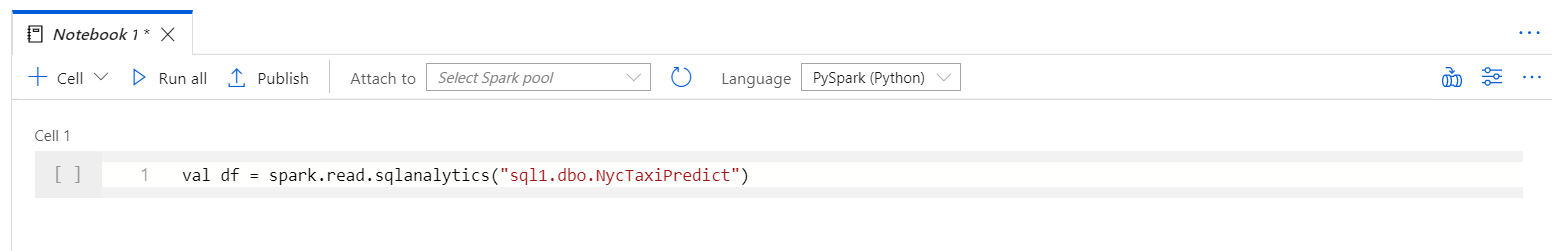 Notebook 1 *
Cell Run all Publish Attach to Select Spark pool Language PySpark (Python)
Cell 1
[ ] 1 val df = spark.read.sqlanalytics("sql1.dbo.NycTaxiPredict")